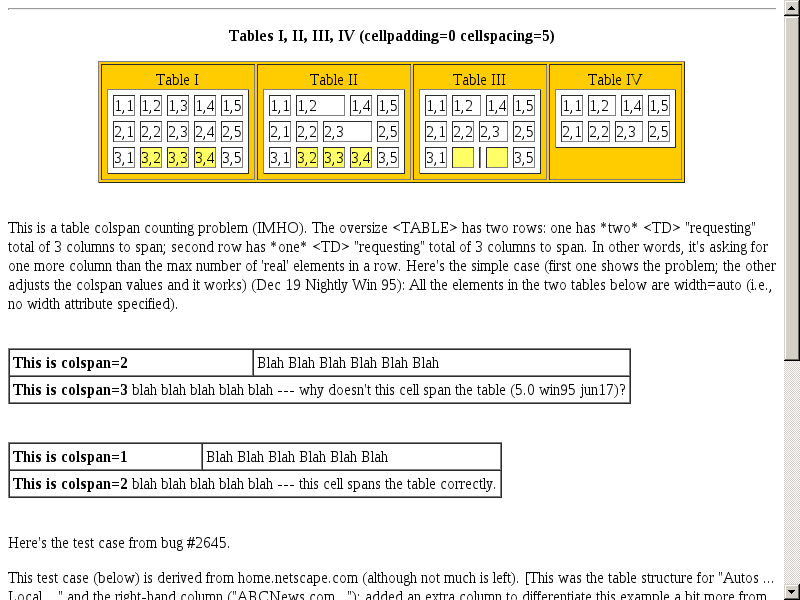 Tables I, II, III, IV (cellpadding=0 cellspacing=5)
Table I Table II Table III Table IV
1,1 1,2 1,3 1,4 1,5 1,1 1,2 1,4 1,5 1,1 1,2 1,4 1,5 1,1 1,2 1,4 1,5
2,1 2,2 2,3 2,4 2,5 2,1 2,2 2,3 2,5 2,1 2,2 2,3 2,5 2,1 2,2 2,3 2,5
3,1 3,2 3,3 3,4 3,5 3,1 3,2 3,3 3,4 3,5 3,1 3,5
This is a table colspan counting problem (IMHO). The oversize <TABLE> has two rows: one has *two* <TD> "requesting"
total of 3 columns to span; second row has *one* <TD> "requesting" total of 3 columns to span. In other words, it's asking for
one more column than the max number of 'real' elements in a row. Here's the simple case (first one shows the problem; the other
adjusts the colspan values and it works) (Dec 19 Nightly Win 95): All the elements in the two tables below are width=auto (i.e.,
no width attribute specified).
This is colspan=2 Blah Blah Blah Blah Blah Blah
This is colspan=3 blah blah blah blah blah --- why doesn't this cell span the table (5.0 win95 jun17)?
This is colspan=1 Blah Blah Blah Blah Blah Blah
This is colspan=2 blah blah blah blah blah --- this cell spans the table correctly.
Here's the test case from bug #2645.
This test case (below) is derived from home.netscape.com (although not much is left). [This was the table structure for "Autos ...
Local ..." and the right-hand column ("ABCNews.com ..."); added an extra column to differentiate this example a bit more from